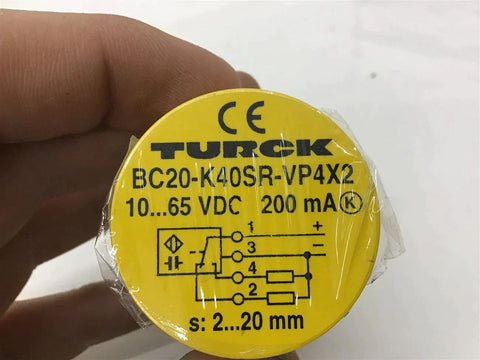 CE
TURCK
BC20-K40SR-VP4X2
10...65 VDC 200 mA K
1 +
3 −
4
2
s: 2...20 mm